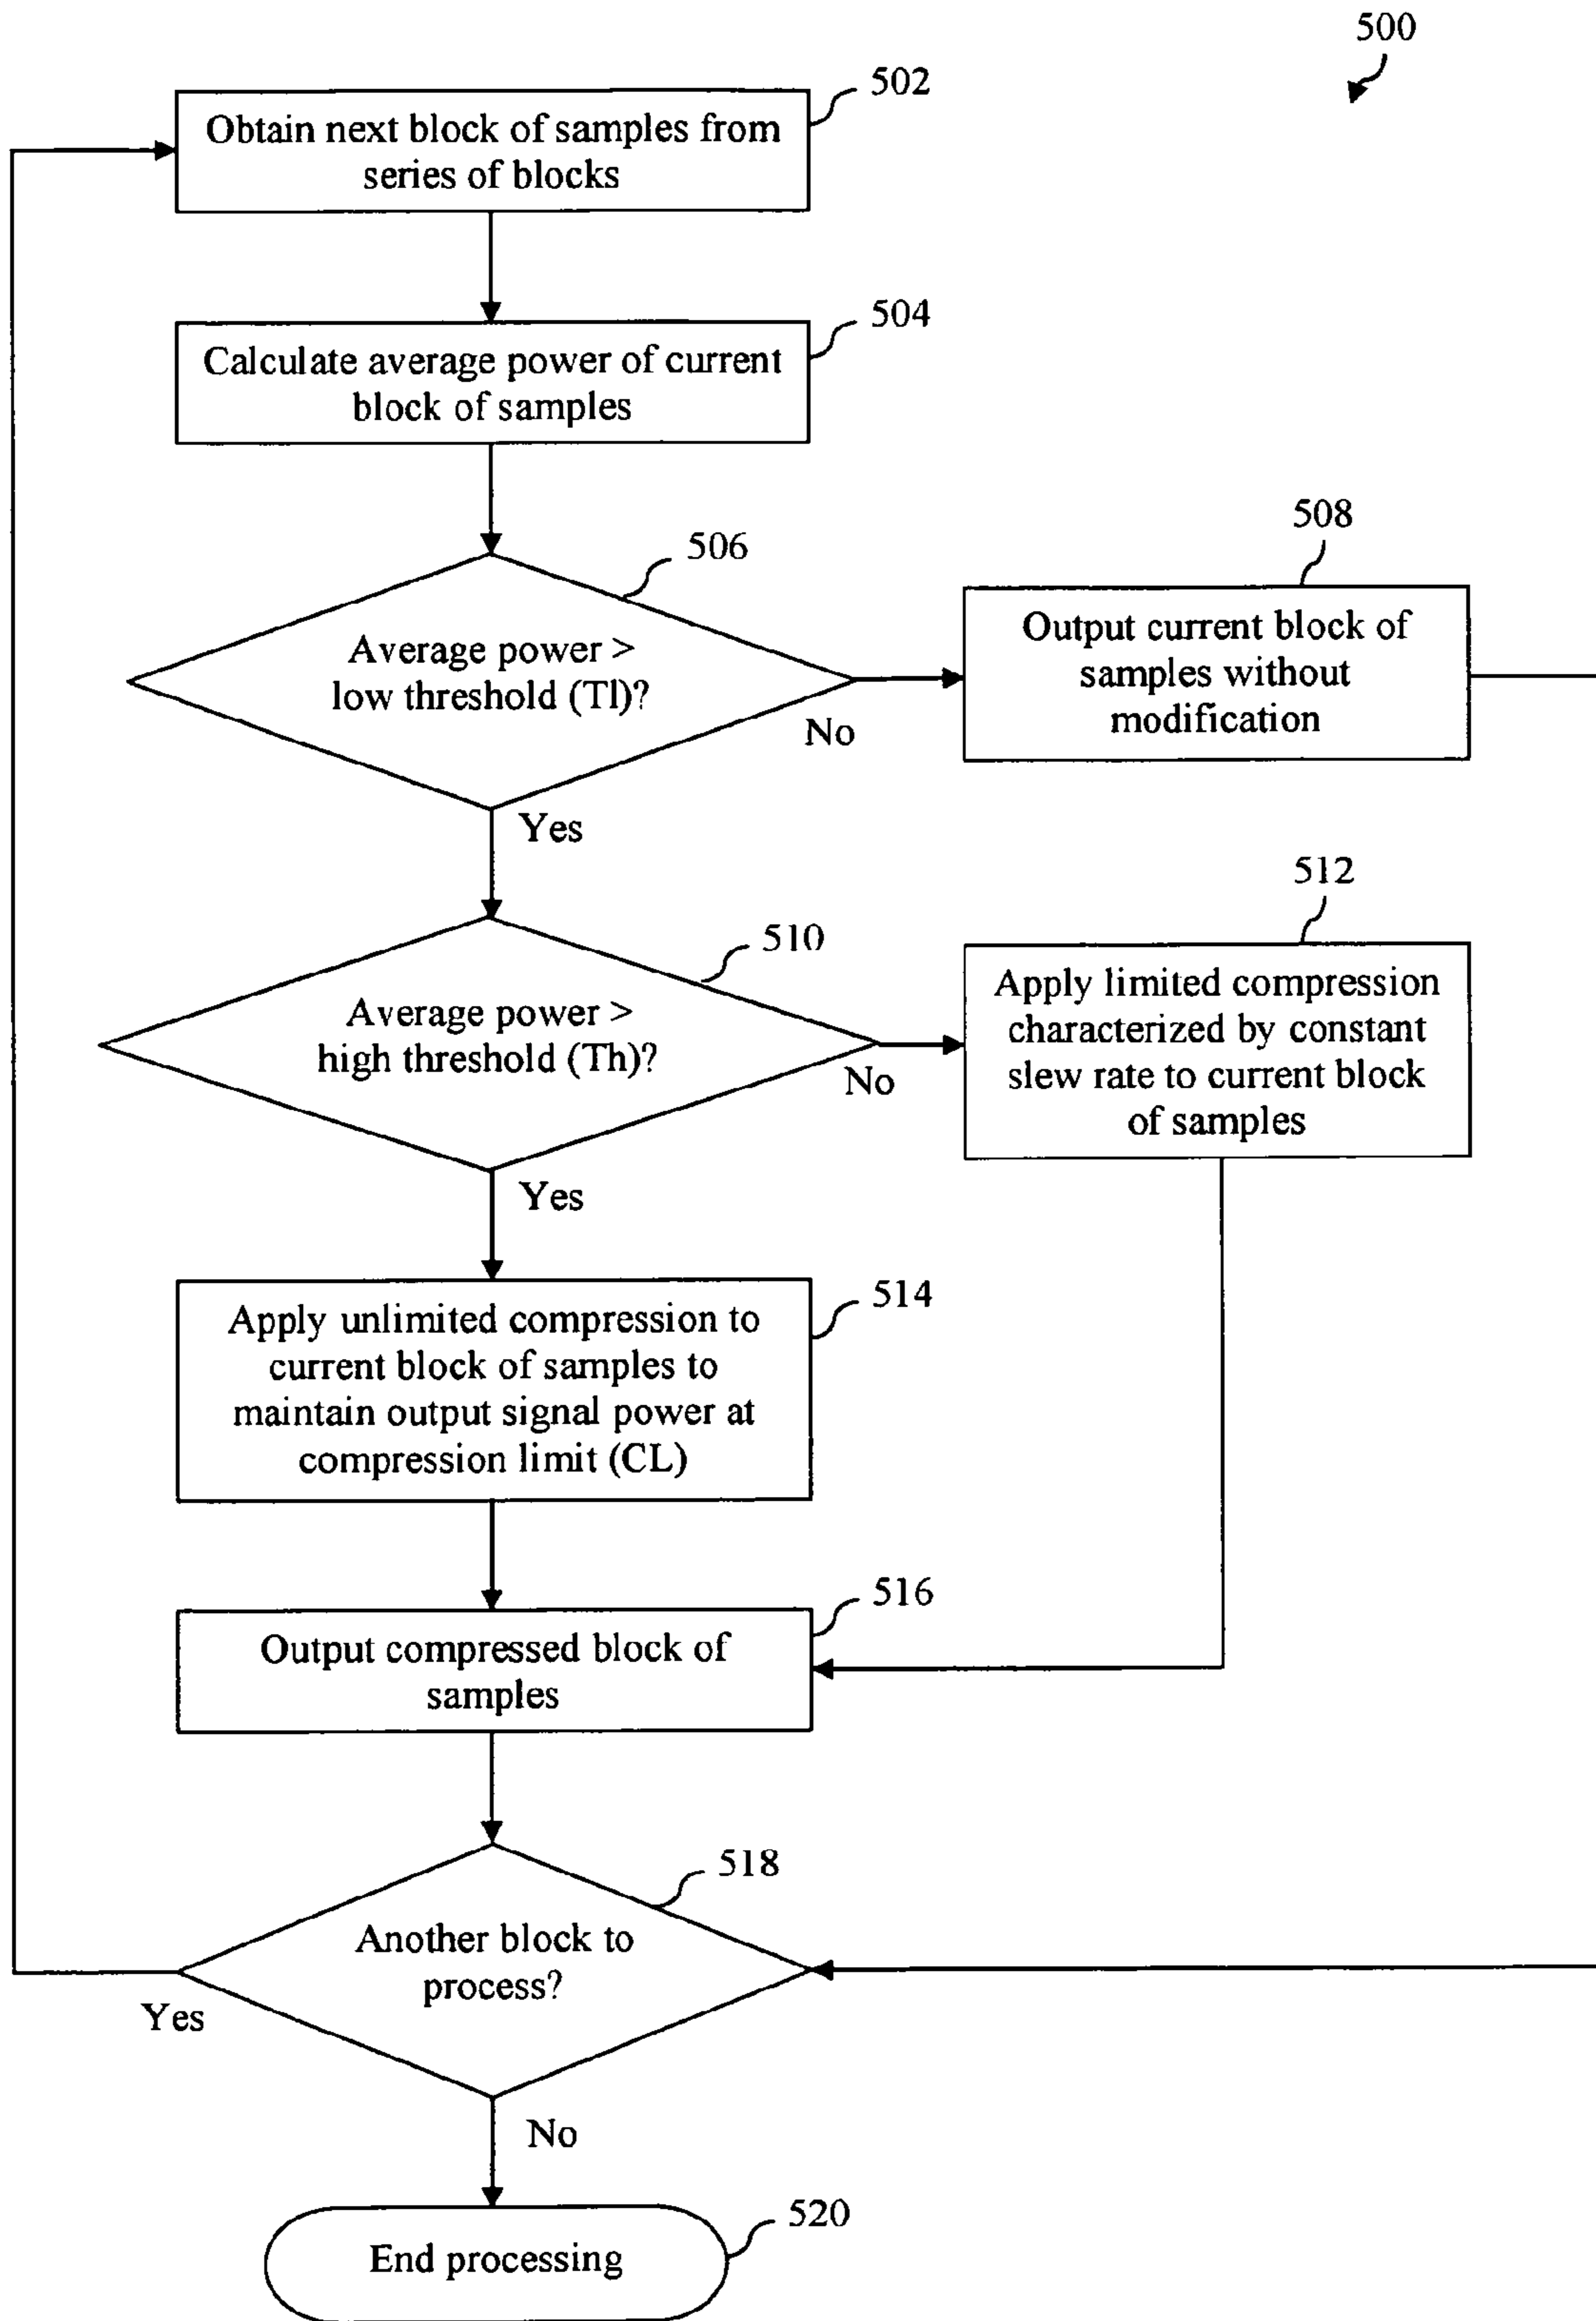 500
502
Obtain next block of samples from
series of blocks
504
Calculate average power of current
block of samples
506
Average power >
low threshold (Tl)?
No
Yes
508
Output current block of
samples without
modification
510
Average power >
high threshold (Th)?
No
Yes
512
Apply limited compression
characterized by constant
slew rate to current block
of samples
514
Apply unlimited compression to
current block of samples to
maintain output signal power at
compression limit (CL)
516
Output compressed block of
samples
518
Another block to
process?
Yes
No
520
End processing